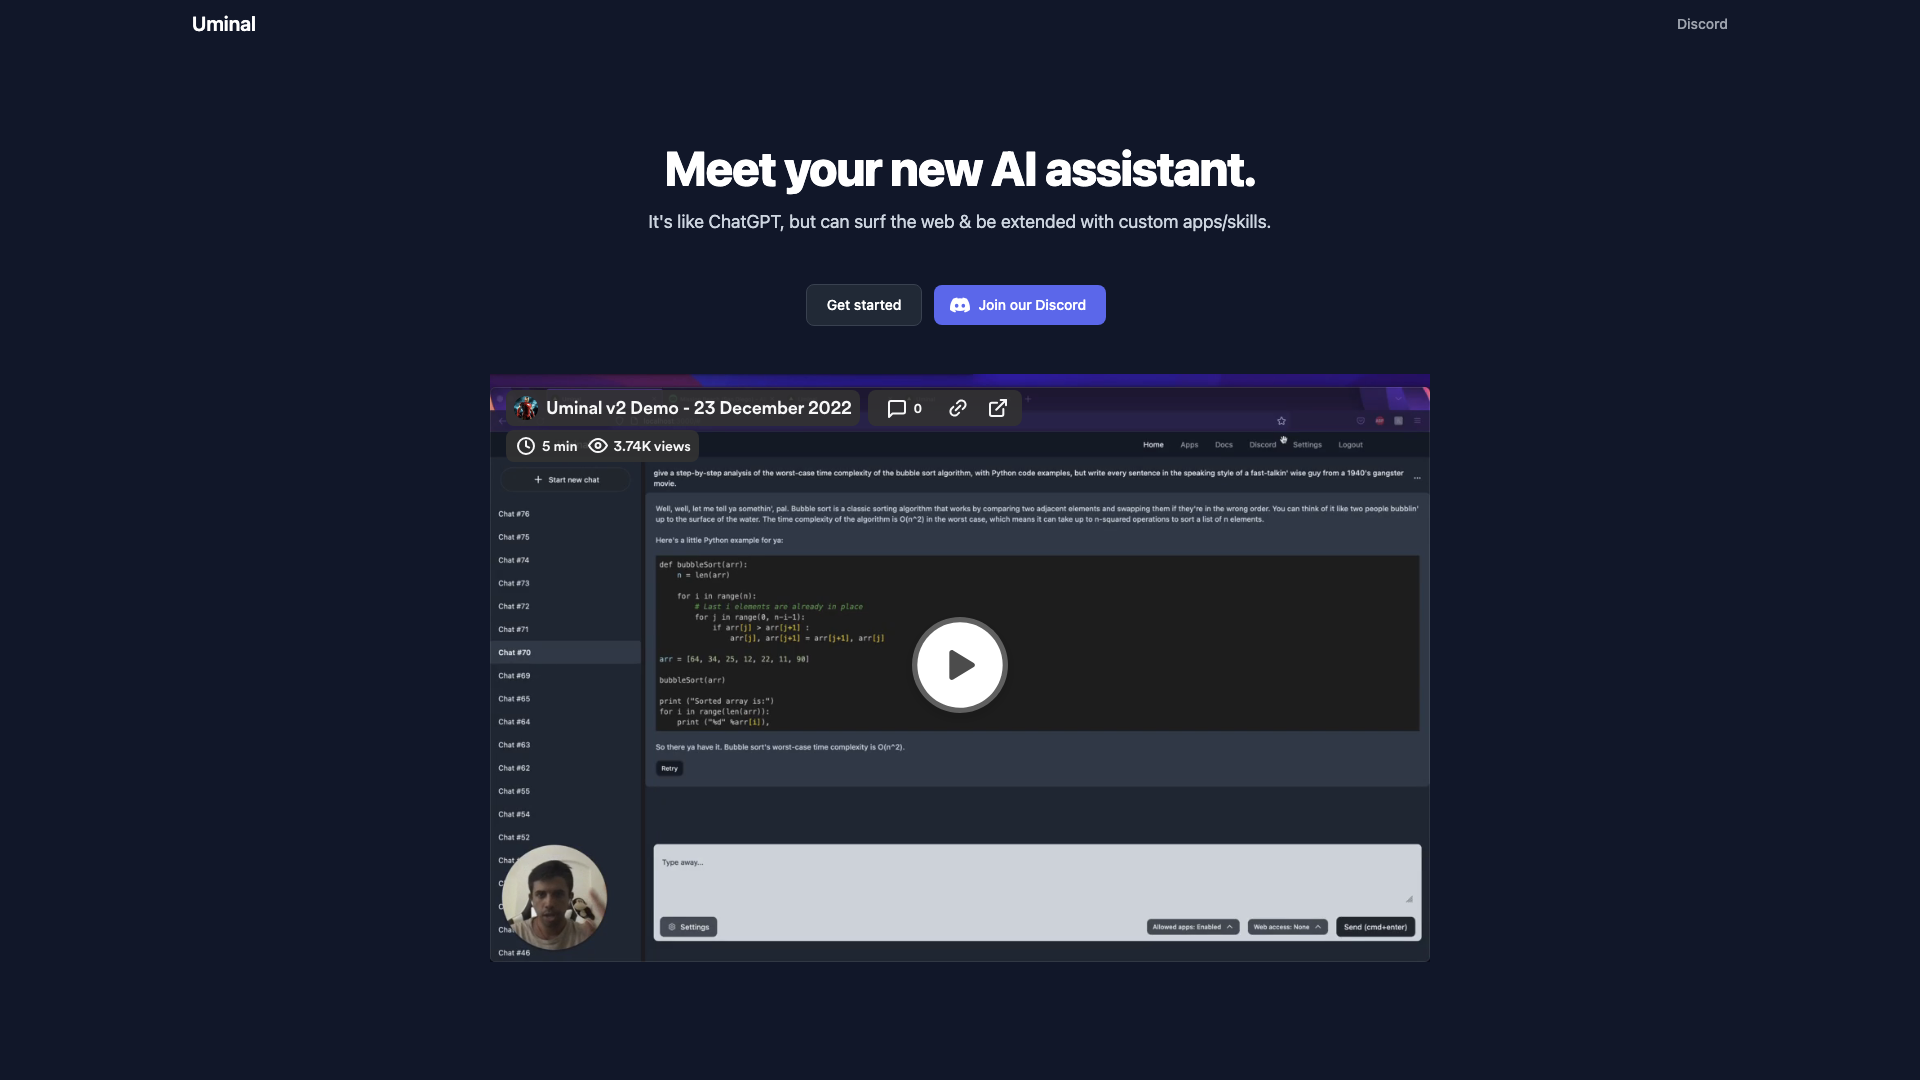 Uminal
Discord
Meet your new AI assistant.
It's like ChatGPT, but can surf the web & be extended with custom apps/skills.
Get started
Join our Discord
Uminal v2 Demo - 23 December 2022
0
5 min
3.74K views
Home
Apps
Docs
Discord
Settings
Logout
Start new chat
Chat #76
Chat #75
Chat #74
Chat #73
Chat #72
Chat #71
Chat #70
Chat #69
Chat #65
Chat #64
Chat #63
Chat #62
Chat #55
Chat #54
Chat #52
Chat #46
give a step-by-step analysis of the worst-case time complexity of the bubble sort algorithm, with Python code examples, but write every sentence in the speaking style of a fast-talkin' wise guy from a 1940's gangster
movie.
...
Well, well, let me tell ya somethin', pal. Bubble sort is a classic sorting algorithm that works by comparing two adjacent elements and swapping them if they're in the wrong order. You can think of it like two people bubblin'
up to the surface of the water. The time complexity of the algorithm is O(n^2) in the worst case, which means it can take up to n-squared operations to sort a list of n elements.
Here's a little Python example for ya:
def bubbleSort(arr):
n = len(arr)
for i in range(n):
# Last i elements are already in place
for j in range(0, n-i-1):
if arr[j] > arr[j+1] :
arr[j], arr[j+1] = arr[j+1], arr[j]
arr = [64, 34, 25, 12, 22, 11, 90]
bubbleSort(arr)
print ("Sorted array is:")
for i in range(len(arr)):
print ("%d" %arr[i]),
So there ya have it. Bubble sort's worst-case time complexity is O(n^2).
Retry
Type away...
Settings
Allowed apps: Enabled
Web access: None
Send (cmd+enter)